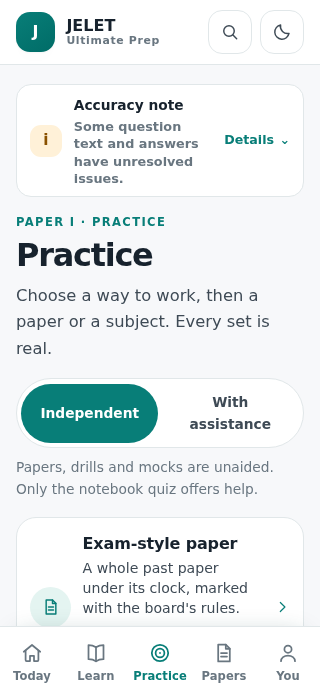 J
JELET
Ultimate Prep
Accuracy note
i
Some question
text and answers
have unresolved
issues.
Details
PAPER I · PRACTICE
Practice
Choose a way to work, then a
paper or a subject. Every set is
real.
Independent
With
assistance
Papers, drills and mocks are unaided.
Only the notebook quiz offers help.
Exam-style paper
A whole past paper
under its clock, marked
with the board's rules.
Today
Learn
Practice
Papers
You